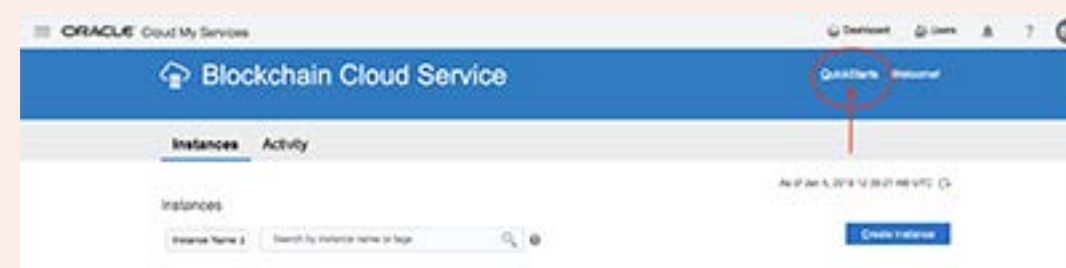 ORACLE Cloud My Services
Dashboard Users ?
Blockchain Cloud Service
QuickStarts Welcome!
Instances Activity
Instances
Instance Name
Search by instance name or tags
Create Instance